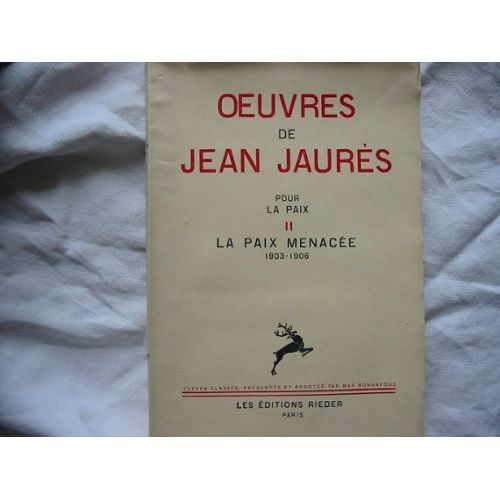 OEUVRES
DE
JEAN JAURÈS
POUR
LA PAIX
II
LA PAIX MENACÉE
1903-1906
TEXTES CLASSÉS, PRÉSENTÉS ET ANNOTÉS PAR MAX BONNAFOUS
LES ÉDITIONS RIEDER
PARIS